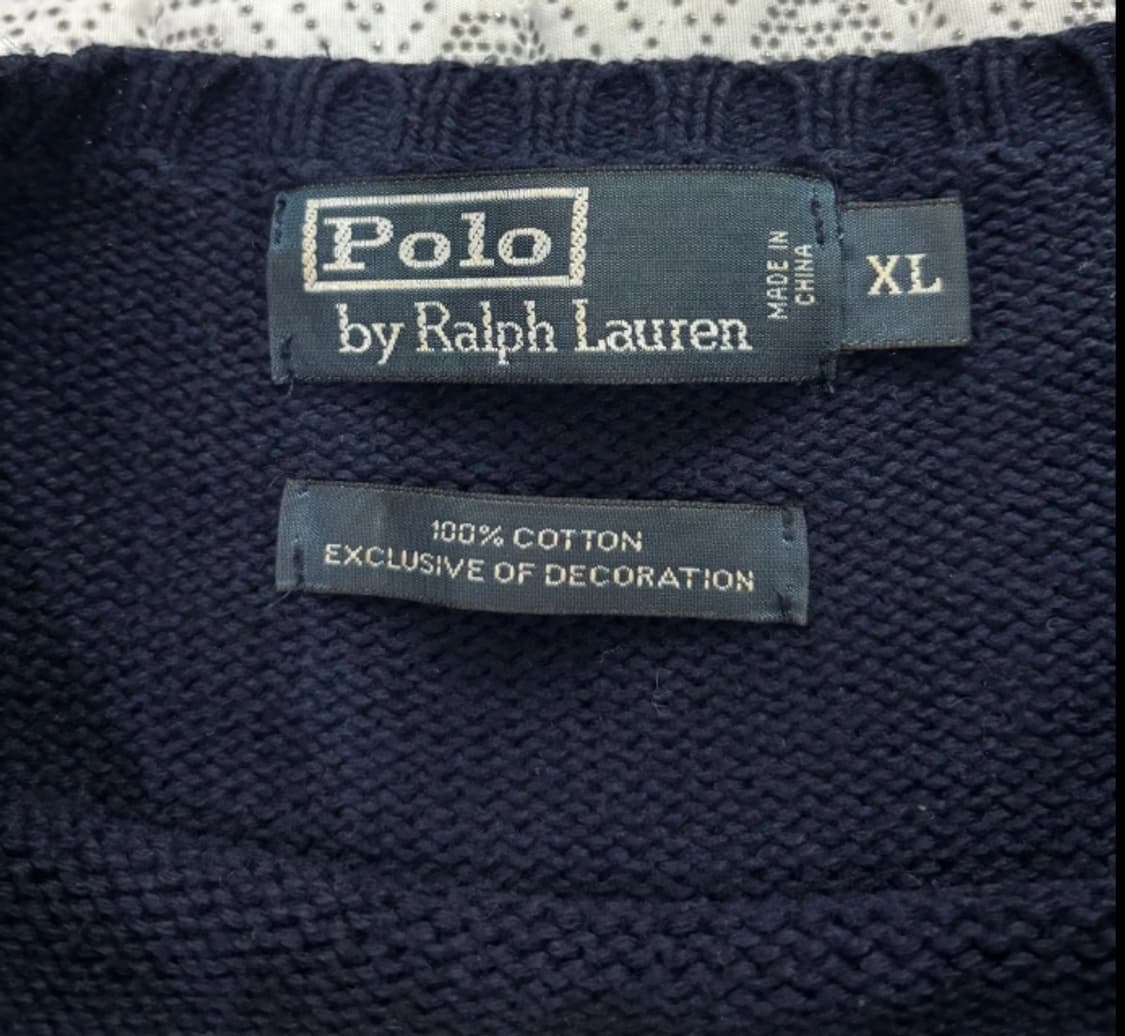 Polo
by Ralph Lauren
MADE IN
CHINA
XL
100% COTTON
EXCLUSIVE OF DECORATION